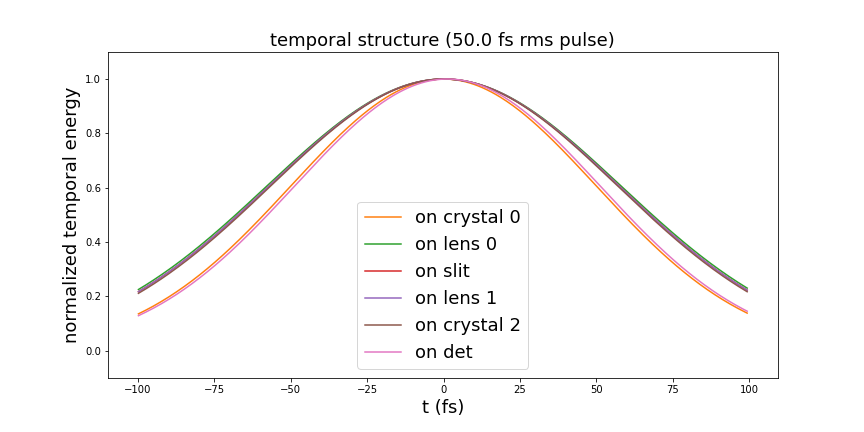 temporal structure (50.0 fs rms pulse)
normalized temporal energy
1.0
0.8
0.6
0.4
0.2
0.0
on crystal 0
on lens 0
on slit
on lens 1
on crystal 2
on det
−100
−75
−50
−25
0
25
50
75
100
t (fs)